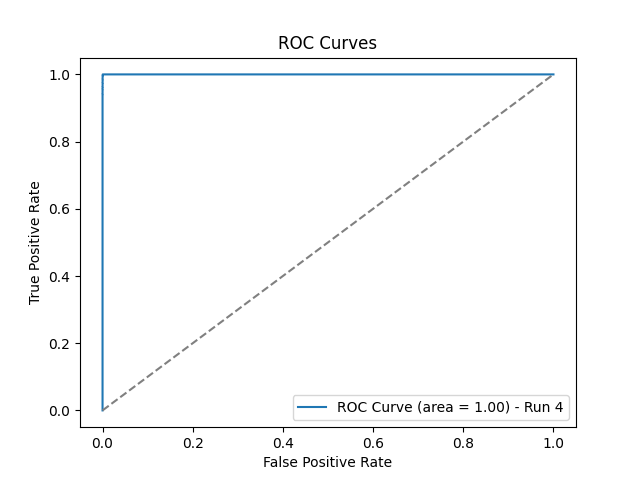 ROC Curves
True Positive Rate
1.0
0.8
0.6
0.4
0.2
0.0
ROC Curve (area = 1.00) - Run 4
0.0 0.2 0.4 0.6 0.8 1.0
False Positive Rate